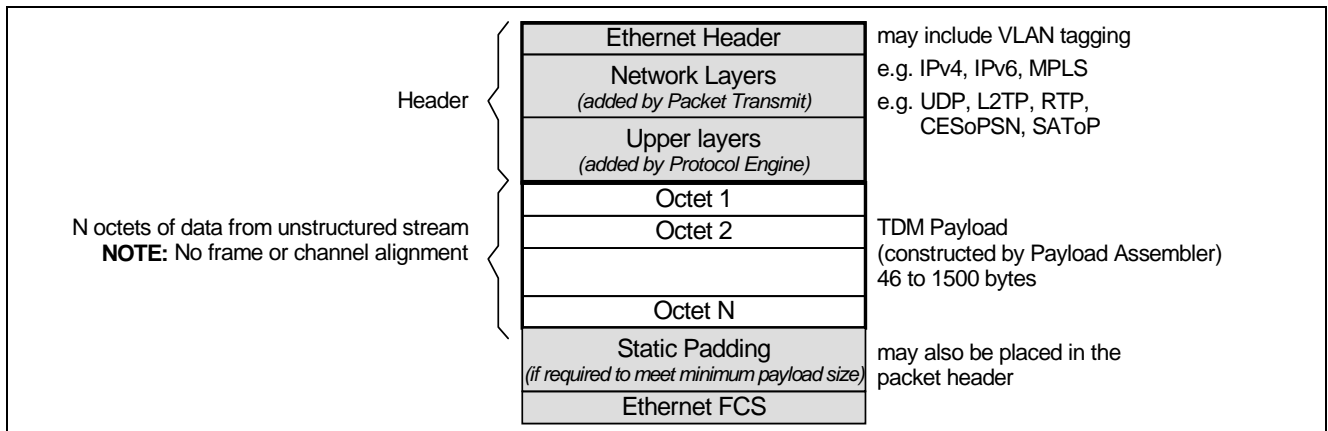 Ethernet Header
may include VLAN tagging
Header
Network Layers
(added by Packet Transmit)
e.g. IPv4, IPv6, MPLS
e.g. UDP, L2TP, RTP,
CESoPSN, SAToP
Upper layers
(added by Protocol Engine)
N octets of data from unstructured stream
NOTE: No frame or channel alignment
Octet 1
Octet 2
Octet N
TDM Payload
(constructed by Payload Assembler)
46 to 1500 bytes
Static Padding
(if required to meet minimum payload size)
may also be placed in the
packet header
Ethernet FCS